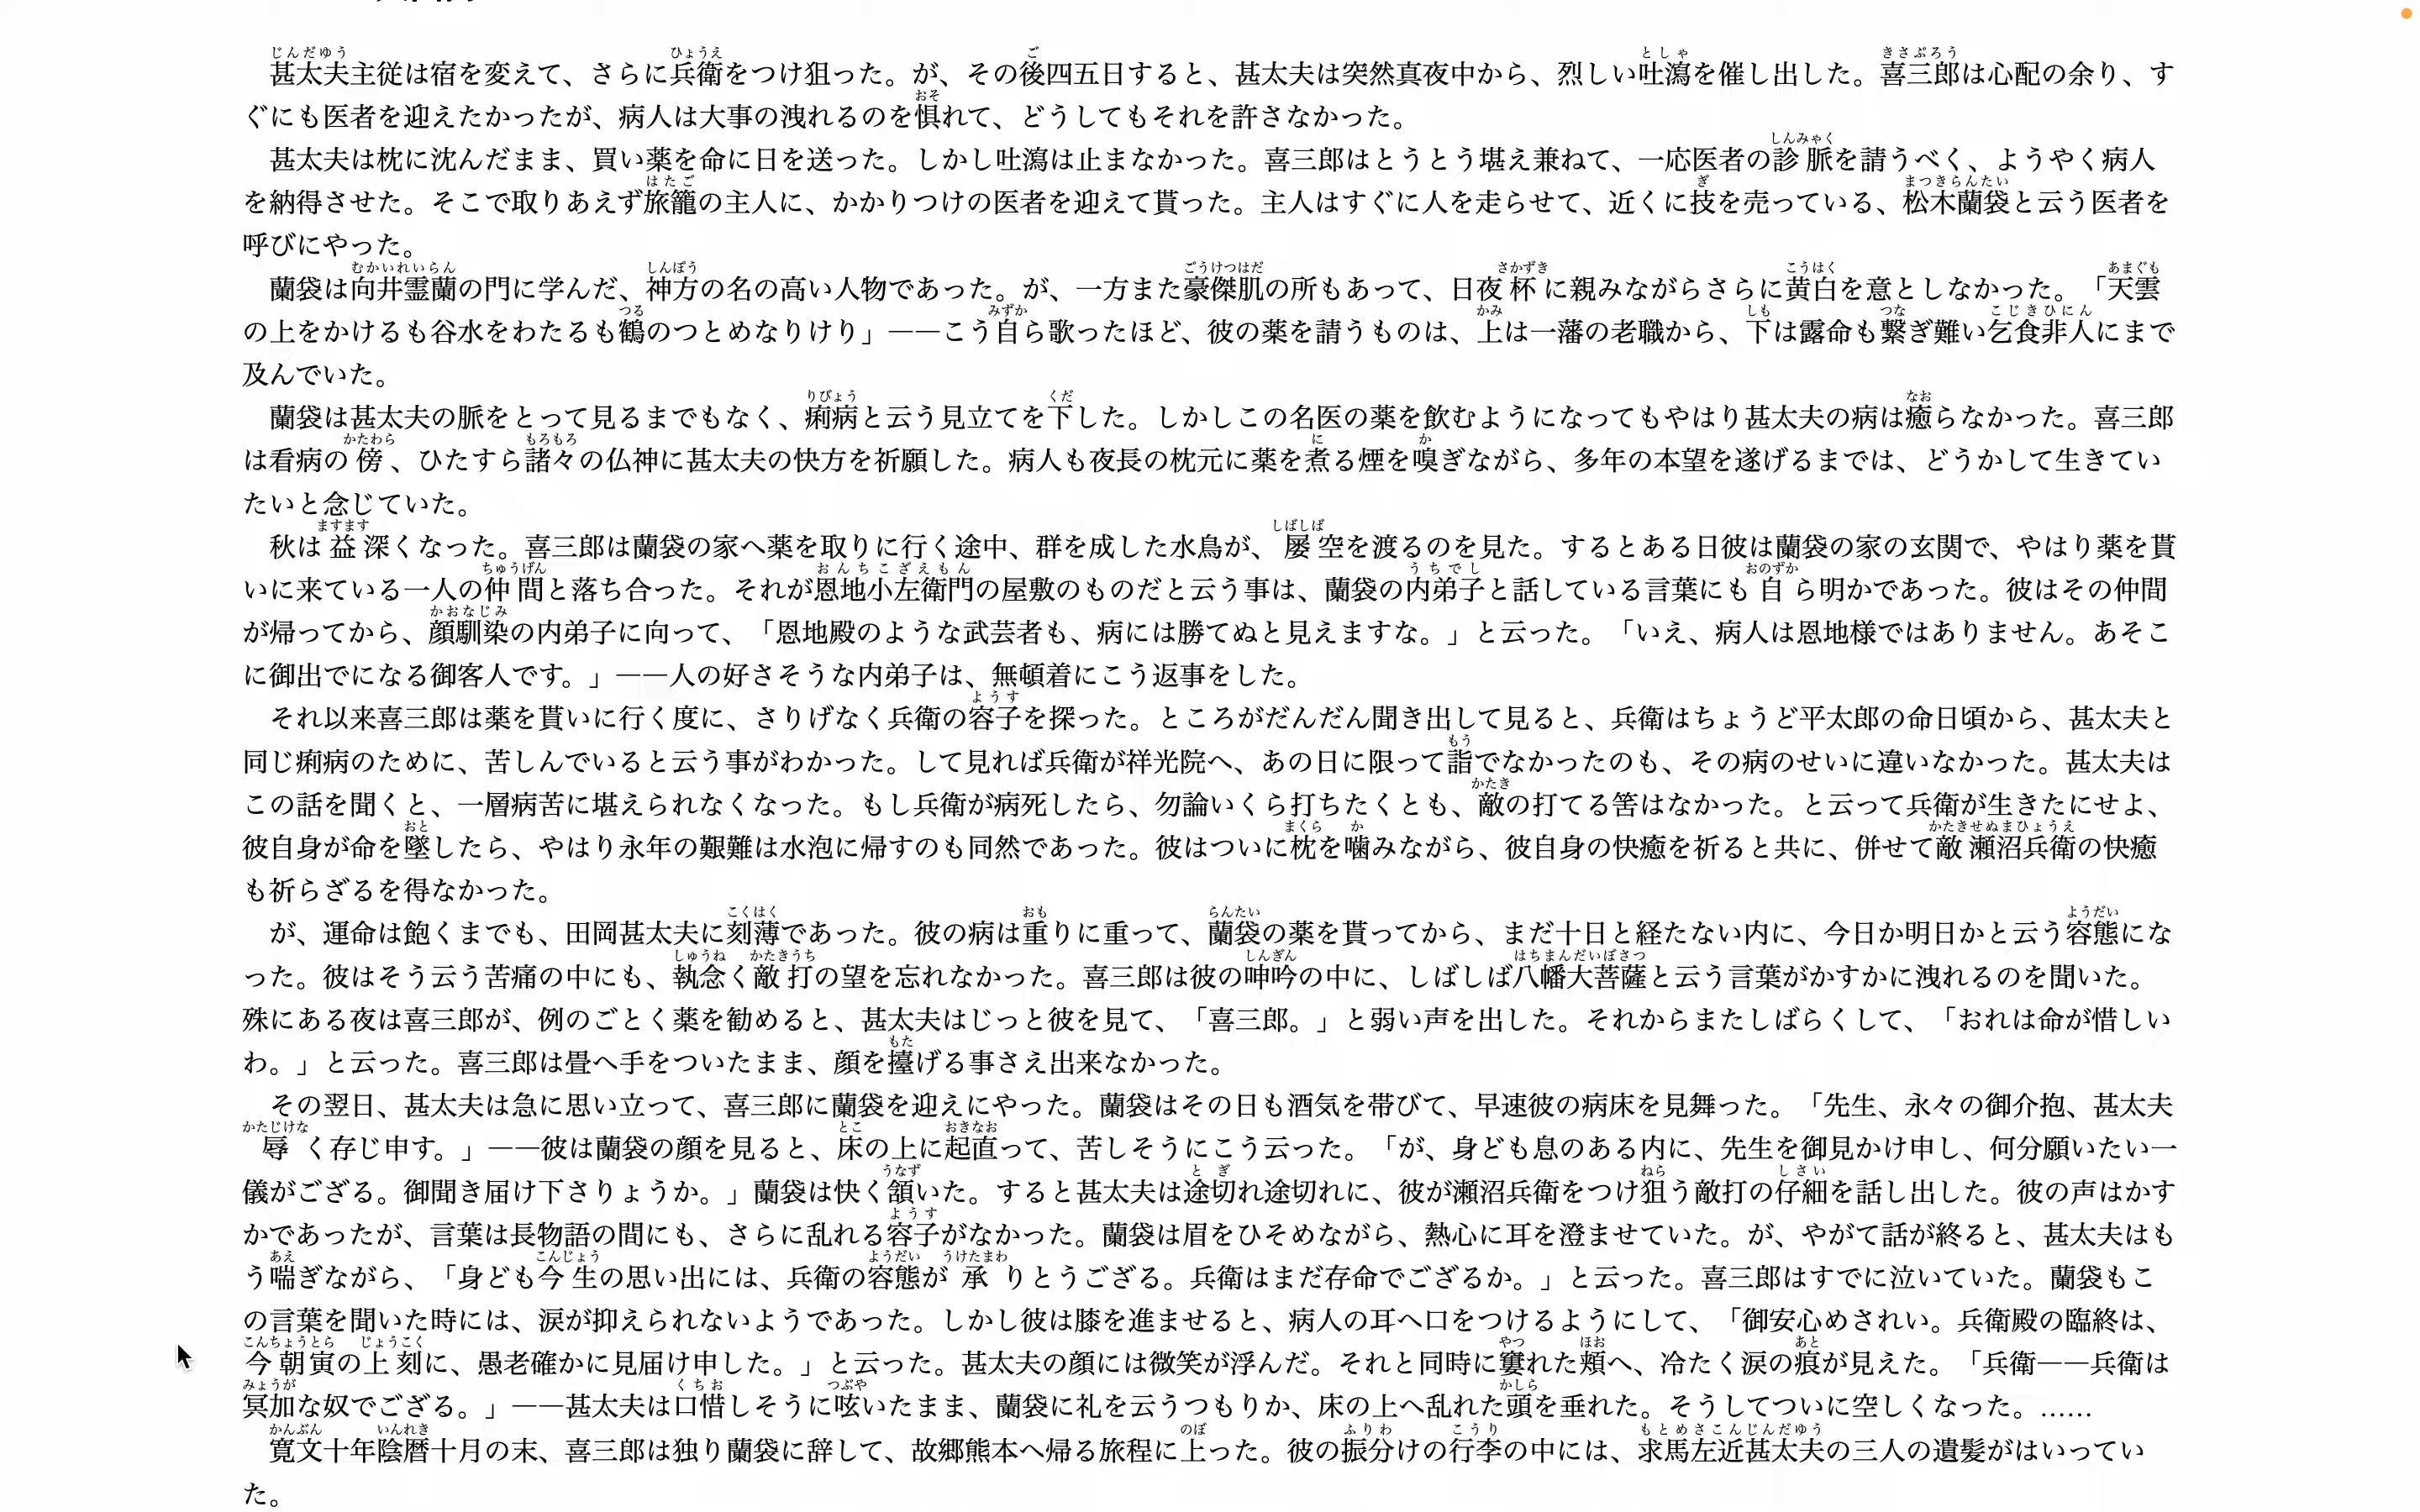 甚太夫主従は宿を変えて、さらに兵衛をつけ狙った。が、その後四五日すると、甚太夫は突然真夜中から、烈しい吐瀉を催し出した。喜三郎は心配の余り、す
ぐにも医者を迎えたかったが、病人は大事の洩れるのを惧れて、どうしてもそれを許さなかった。
甚太夫は枕に沈んだまま、買い薬を命に日を送った。しかし吐瀉は止まなかった。喜三郎はとうとう堪え兼ねて、一応医者の診脈を請うべく、ようやく病人
を納得させた。そこで取りあえず旅籠の主人に、かかりつけの医者を迎えて貰った。主人はすぐに人を走らせて、近くに技を売っている、松木蘭袋と云う医者を
呼びにやった。
蘭袋は向井霊蘭の門に学んだ、神方の名の高い人物であった。が、一方また豪傑肌の所もあって、日夜杯に親みながらさらに黄白を意としなかった。「天雲
の上をかけるも谷水をわたるも鶴のつとめなりけり」――こう自ら歌ったほど、彼の薬を請うものは、上は一藩の老職から、下は露命も繋ぎ難い乞食非人にまで
及んでいた。
蘭袋は甚太夫の脈をとって見るまでもなく、痢病と云う見立てを下した。しかしこの名医の薬を飲むようになってもやはり甚太夫の病は癒らなかった。喜三郎
は看病の傍、ひたすら諸々の仏神に甚太夫の快方を祈願した。病人も夜長の枕元に薬を煮る煙を嗅ぎながら、多年の本望を遂げるまでは、どうかして生きてい
たいと念じていた。
秋は益深くなった。喜三郎は蘭袋の家へ薬を取りに行く途中、群を成した水鳥が、屡空を渡るのを見た。するとある日彼は蘭袋の家の玄関で、やはり薬を貰
いに来ている一人の仲間と落ち合った。それが恩地小左衛門の屋敷のものだと云う事は、蘭袋の内弟子と話している言葉にも自ら明かであった。彼はその仲間
が帰ってから、顔馴染の内弟子に向って、「恩地殿のような武芸者も、病には勝てぬと見えますな。」と云った。「いえ、病人は恩地様ではありません。あそこ
に御出でになる御客人です。」――人の好さそうな内弟子は、無頓着にこう返事をした。
それ以来喜三郎は薬を貰いに行く度に、さりげなく兵衛の容子を探った。ところがだんだん聞き出して見ると、兵衛はちょうど平太郎の命日頃から、甚太夫と
同じ痢病のために、苦しんでいると云う事がわかった。して見れば兵衛が祥光院へ、あの日に限って詣でなかったのも、その病のせいに違いなかった。甚太夫は
この話を聞くと、一層病苦に堪えられなくなった。もし兵衛が病死したら、勿論いくら打ちたくとも、敵の打てる筈はなかった。と云って兵衛が生きたにせよ、
彼自身が命を墜したら、やはり永年の艱難は水泡に帰すのも同然であった。彼はついに枕を噛みながら、彼自身の快癒を祈ると共に、併せて敵瀬沼兵衛の快癒
も祈らざるを得なかった。
が、運命は飽くまでも、田岡甚太夫に刻薄であった。彼の病は重りに重って、蘭袋の薬を貰ってから、まだ十日と経たない内に、今日か明日かと云う容態にな
った。彼はそう云う苦痛の中にも、執念く敵打の望を忘れなかった。喜三郎は彼の呻吟の中に、しばしば八幡大菩薩と云う言葉がかすかに洩れるのを聞いた。
殊にある夜は喜三郎が、例のごとく薬を勧めると、甚太夫はじっと彼を見て、「喜三郎。」と弱い声を出した。それからまたしばらくして、「おれは命が惜しい
わ。」と云った。喜三郎は畳へ手をついたまま、顔を擡げる事さえ出来なかった。
その翌日、甚太夫は急に思い立って、喜三郎に蘭袋を迎えにやった。蘭袋はその日も酒気を帯びて、早速彼の病床を見舞った。「先生、永々の御介抱、甚太夫
辱く存じ申す。」――彼は蘭袋の顔を見ると、床の上に起直って、苦しそうにこう云った。「が、身ども息のある内に、先生を御見かけ申し、何分願いたい一
儀がござる。御聞き届け下さりょうか。」蘭袋は快く頷いた。すると甚太夫は途切れ途切れに、彼が瀬沼兵衛をつけ狙う敵打の仔細を話し出した。彼の声はかす
かであったが、言葉は長物語の間にも、さらに乱れる容子がなかった。蘭袋は眉をひそめながら、熱心に耳を澄ませていた。が、やがて話が終ると、甚太夫はも
う喘ぎながら、「身ども今生の思い出には、兵衛の容態が承りとうござる。兵衛はまだ存命でござるか。」と云った。喜三郎はすでに泣いていた。蘭袋もこ
の言葉を聞いた時には、涙が抑えられないようであった。しかし彼は膝を進ませると、病人の耳へ口をつけるようにして、「御安心めされい。兵衛殿の臨終は、
今朝寅の上刻に、愚老確かに見届け申した。」と云った。甚太夫の顔には微笑が浮んだ。それと同時に窶れた頬へ、冷たく涙の痕が見えた。「兵衛――兵衛は
冥加な奴でござる。」――甚太夫は口惜しそうに呟いたまま、蘭袋に礼を云うつもりか、床の上へ乱れた頭を垂れた。そうしてついに空しくなった。……
寛文十年陰暦十月の末、喜三郎は独り蘭袋に辞して、故郷熊本へ帰る旅程に上った。彼の振分けの行李の中には、求馬左近甚太夫の三人の遺髪がはいってい
た。